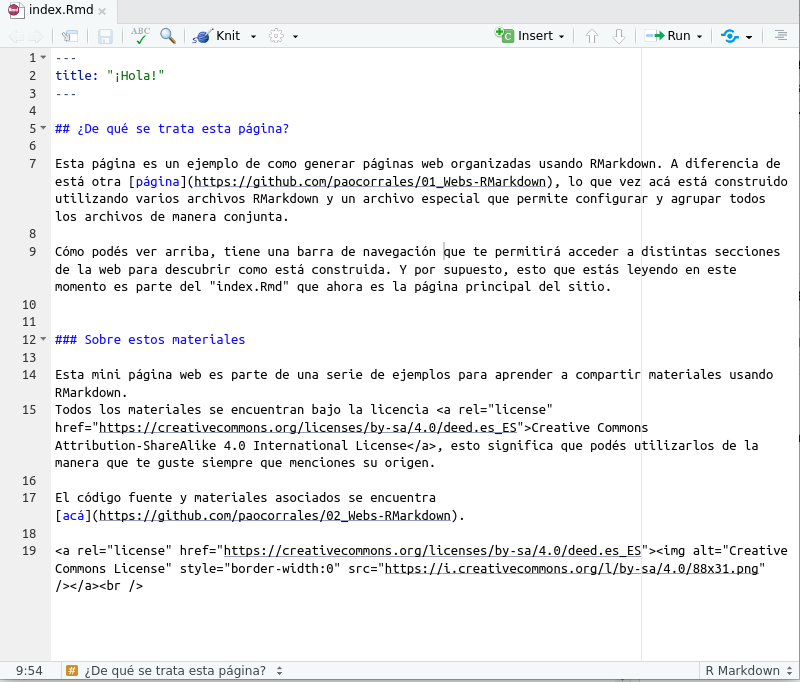 index.Rmd
ABC
Knit
Insert
Run
1 ---
2 title: "¡Hola!"
3 ---
4
5 ## ¿De qué se trata esta página?
6
7 Esta página es un ejemplo de como generar páginas web organizadas usando RMarkdown. A diferencia de
está otra [página](https://github.com/paocorrales/01_Webs-RMarkdown), lo que vez acá está construido
utilizando varios archivos RMarkdown y un archivo especial que permite configurar y agrupar todos
los archivos de manera conjunta.
8
9 Cómo podés ver arriba, tiene una barra de navegación que te permitirá acceder a distintas secciones
de la web para descubrir como está construida. Y por supuesto, esto que estás leyendo en este
momento es parte del "index.Rmd" que ahora es la página principal del sitio.
10
11
12 ### Sobre estos materiales
13
14 Esta mini página web es parte de una serie de ejemplos para aprender a compartir materiales usando
RMarkdown.
15 Todos los materiales se encuentran bajo la licencia <a rel="license"
href="https://creativecommons.org/licenses/by-sa/4.0/deed.es_ES">Creative Commons
Attribution-ShareAlike 4.0 International License</a>, esto significa que podés utilizarlos de la
manera que te guste siempre que menciones su origen.
16
17 El código fuente y materiales asociados se encuentra
[acá](https://github.com/paocorrales/02_Webs-RMarkdown).
18
19 <a rel="license" href="https://creativecommons.org/licenses/by-sa/4.0/deed.es_ES"><img alt="Creative
Commons License" style="border-width:0" src="https://i.creativecommons.org/l/by-sa/4.0/88x31.png"
/></a><br />
9:54 # ¿De qué se trata esta página? R Markdown